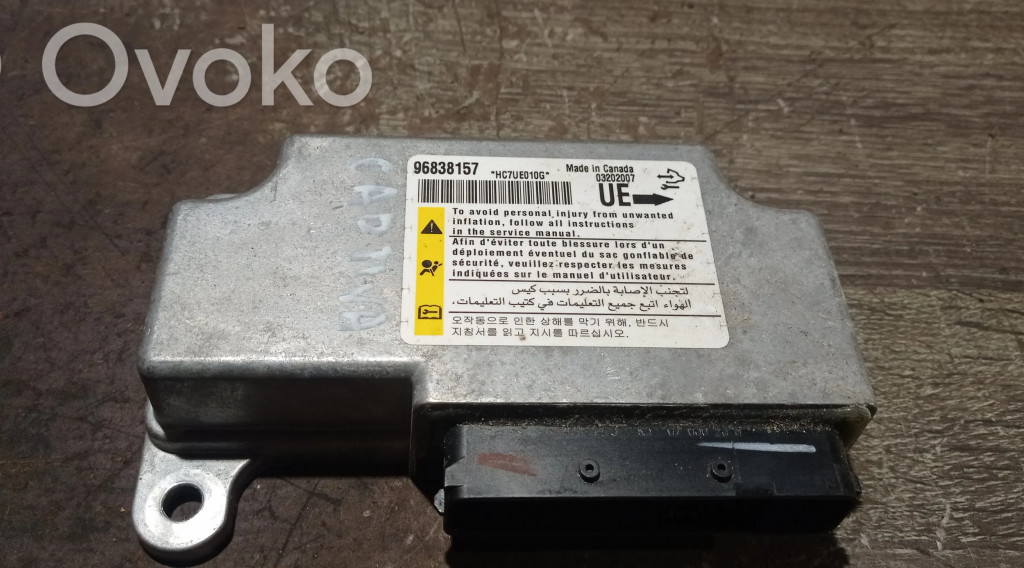 Ovoko
96838157
*HC7UE010G*
Made in Canada
03202007
UE
To avoid personal injury from unwanted
inflation, follow all instructions
in the service manual.
Afin d'éviter toute blessure lors d'un
déploiement éventuel du sac gonflable de
sécurité, veuillez respecter les mesures
indiquées sur le manuel d'utilisateur.
لتجنب الإصابة بالضرر بسبب كيس
الهواء اتبع جميع التعليمات في كتيب التعليمات،
오작동으로 인한 상해를 막기 위해, 반드시
지침서를 읽고 지시를 따르십시오.